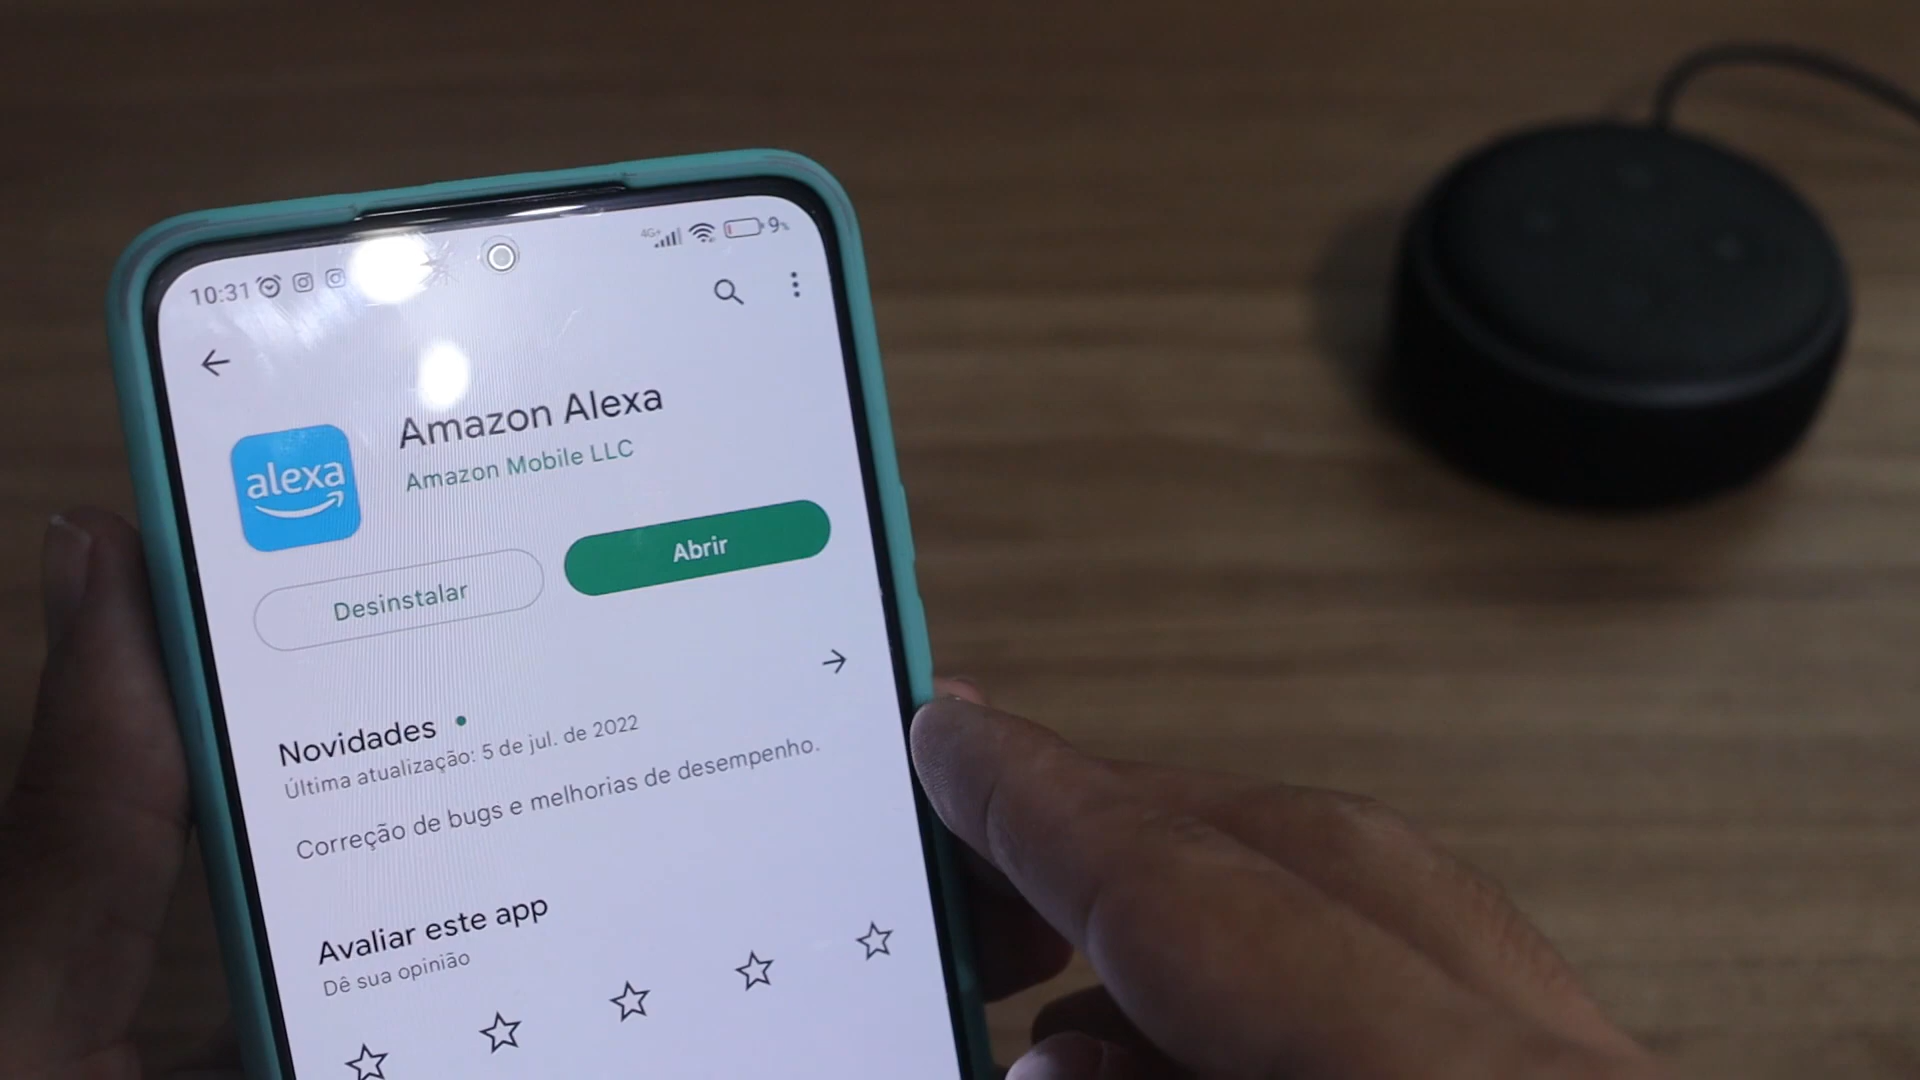 10:31
4G+
9%
Amazon Alexa
Amazon Mobile LLC
alexa
Desinstalar
Abrir
Novidades
Última atualização: 5 de jul. de 2022
Correção de bugs e melhorias de desempenho.
Avaliar este app
Dê sua opinião